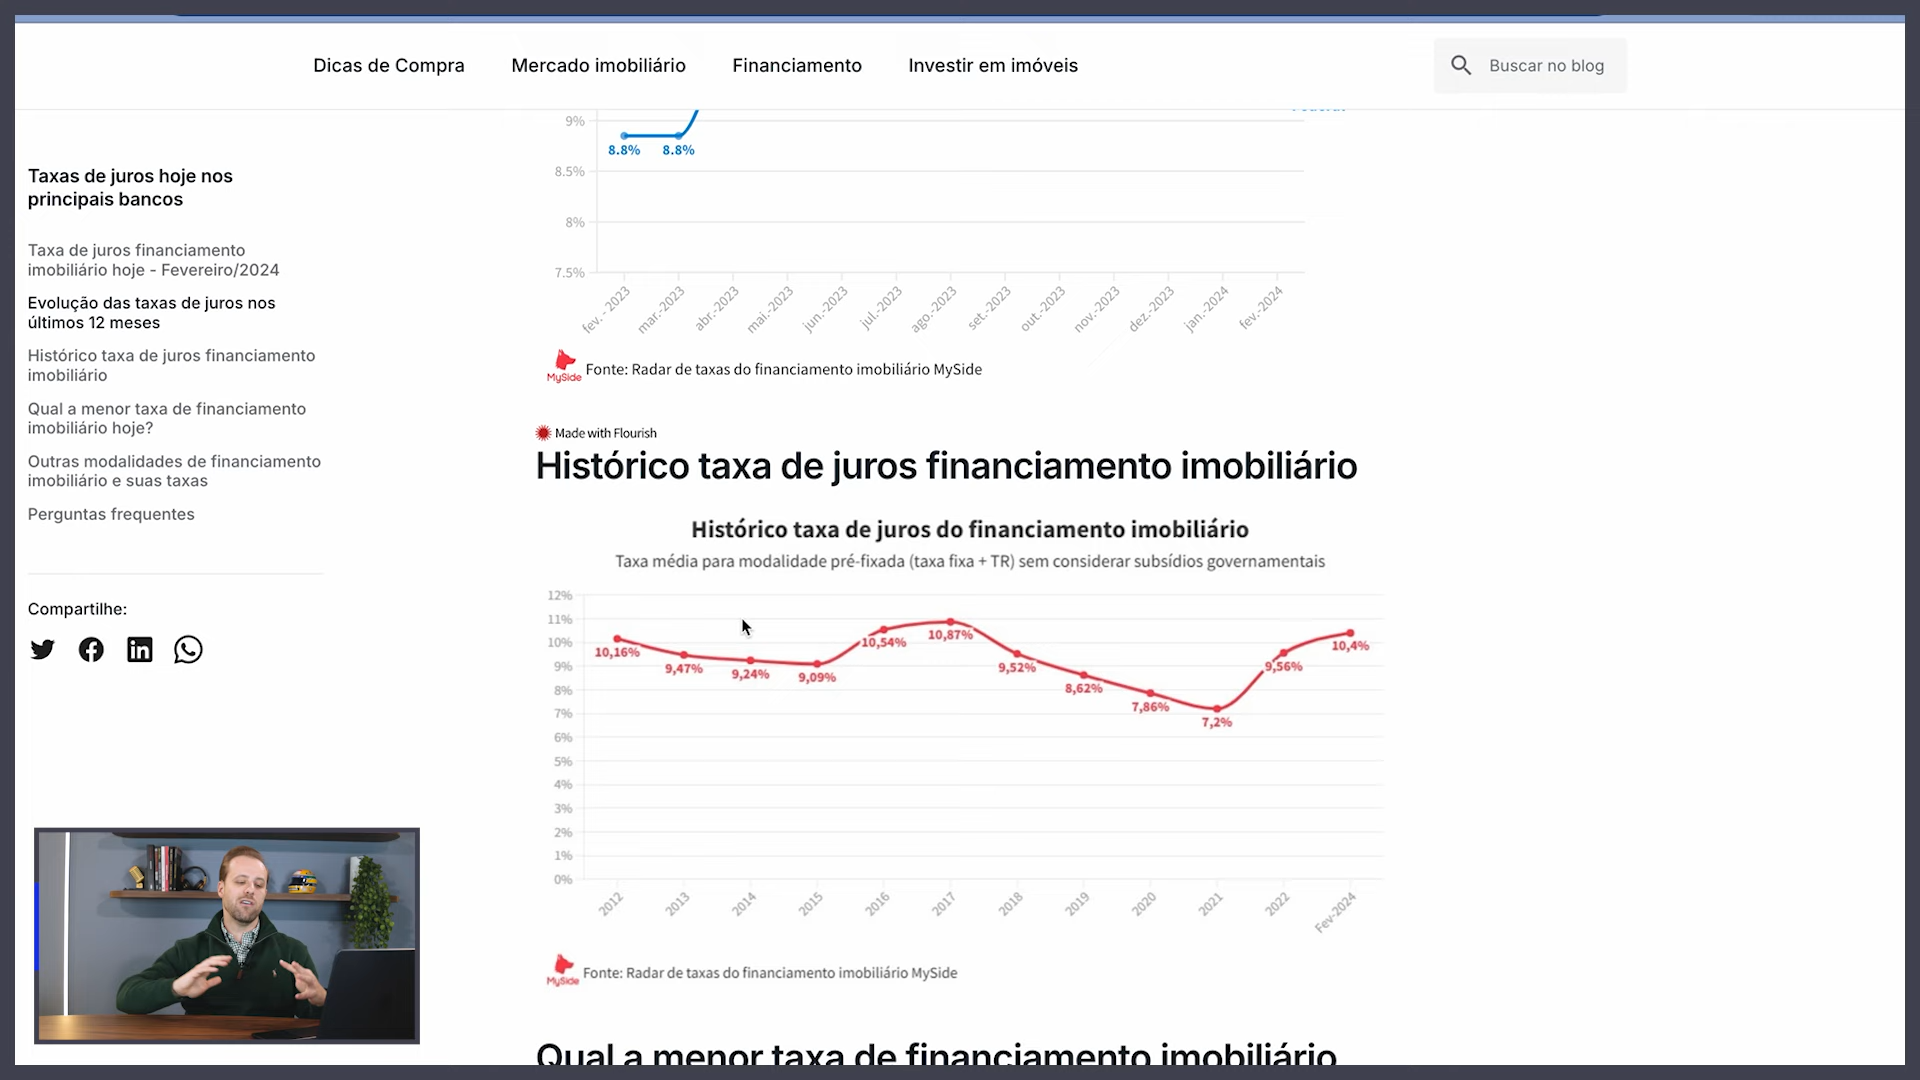 Dicas de Compra
Mercado imobiliário
Financiamento
Investir em imóveis
Buscar no blog
Taxas de juros hoje nos
principais bancos
Taxa de juros financiamento
imobiliário hoje - Fevereiro/2024
Evolução das taxas de juros nos
últimos 12 meses
Histórico taxa de juros financiamento
imobiliário
Qual a menor taxa de financiamento
imobiliário hoje?
Outras modalidades de financiamento
imobiliário e suas taxas
Perguntas frequentes
Compartilhe:
9%
8.5%
8%
7.5%
8.8%
8.8%
fev. - 2023
mar.-2023
abr.-2023
mai.-2023
jun.-2023
jul.-2023
ago.-2023
set.-2023
out.-2023
nov.-2023
dez.-2023
jan.-2024
fev.-2024
MySide
Fonte: Radar de taxas do financiamento imobiliário MySide
Made with Flourish
Histórico taxa de juros financiamento imobiliário
Histórico taxa de juros do financiamento imobiliário
Taxa média para modalidade pré-fixada (taxa fixa + TR) sem considerar subsídios governamentais
12%
11%
10%
9%
8%
7%
6%
5%
4%
3%
2%
1%
0%
10,16%
9,47%
9,24%
9,09%
10,54%
10,87%
9,52%
8,62%
7,86%
7,2%
9,56%
10,4%
2012
2013
2014
2015
2016
2017
2018
2019
2020
2021
2022
Fev-2024
MySide
Fonte: Radar de taxas do financiamento imobiliário MySide
Qual a menor taxa de financiamento imobiliário